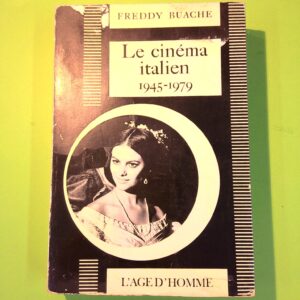 FREDDY BUACHE
Le cinéma
italien
1945-1979
L'AGE D'HOMME